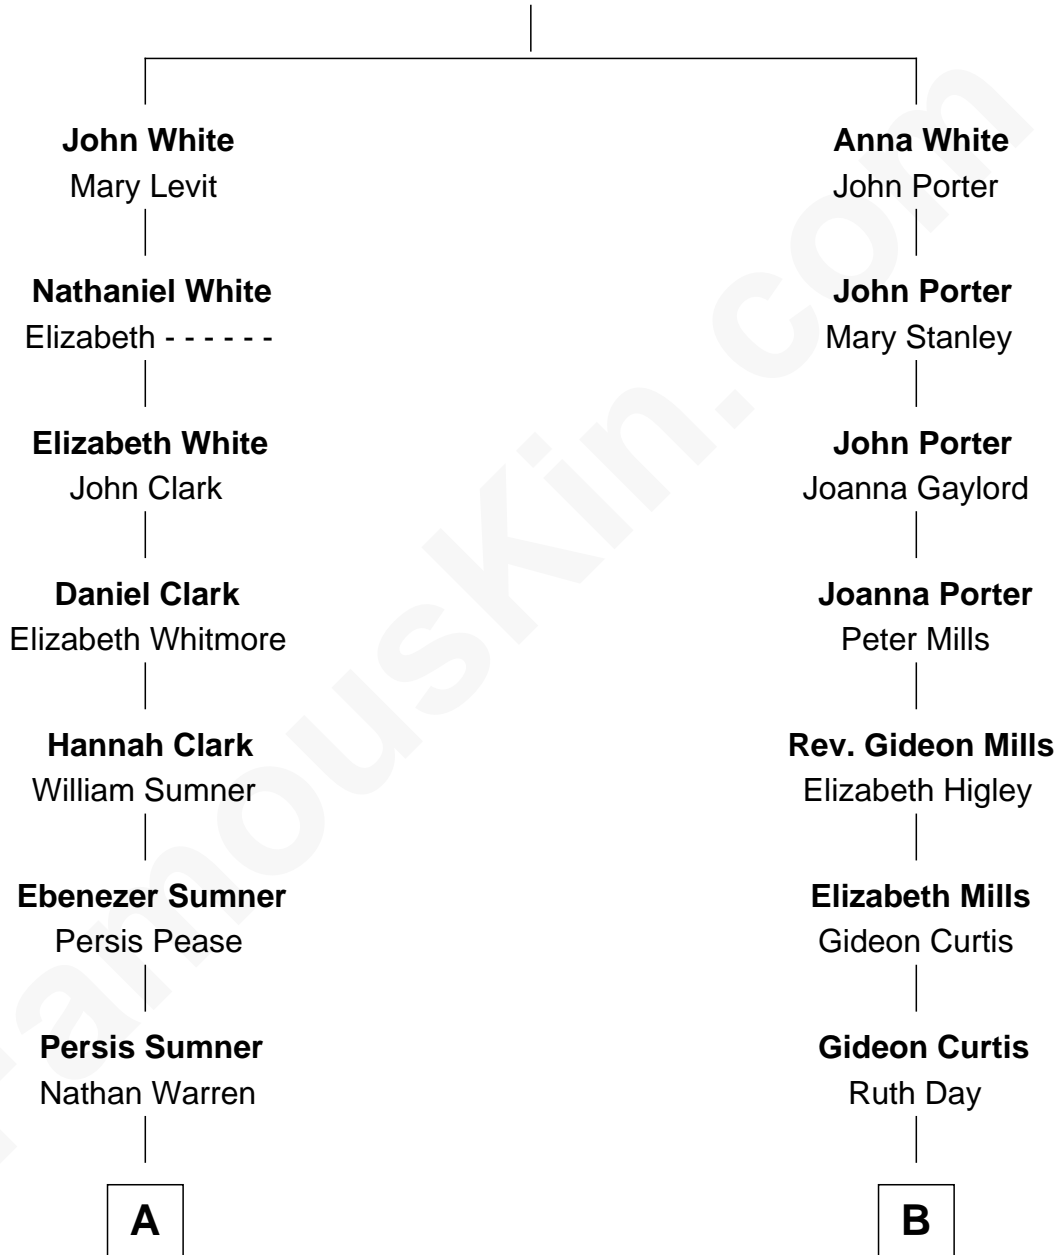 John White
Mary Levit
Nathaniel White
Elizabeth - - - - - -
Elizabeth White
John Clark
Daniel Clark
Elizabeth Whitmore
Hannah Clark
William Sumner
Ebenezer Sumner
Persis Pease
Persis Sumner
Nathan Warren
A
Anna White
John Porter
John Porter
Mary Stanley
John Porter
Joanna Gaylord
Joanna Porter
Peter Mills
Rev. Gideon Mills
Elizabeth Higley
Elizabeth Mills
Gideon Curtis
Gideon Curtis
Ruth Day
B
FamousKin.com